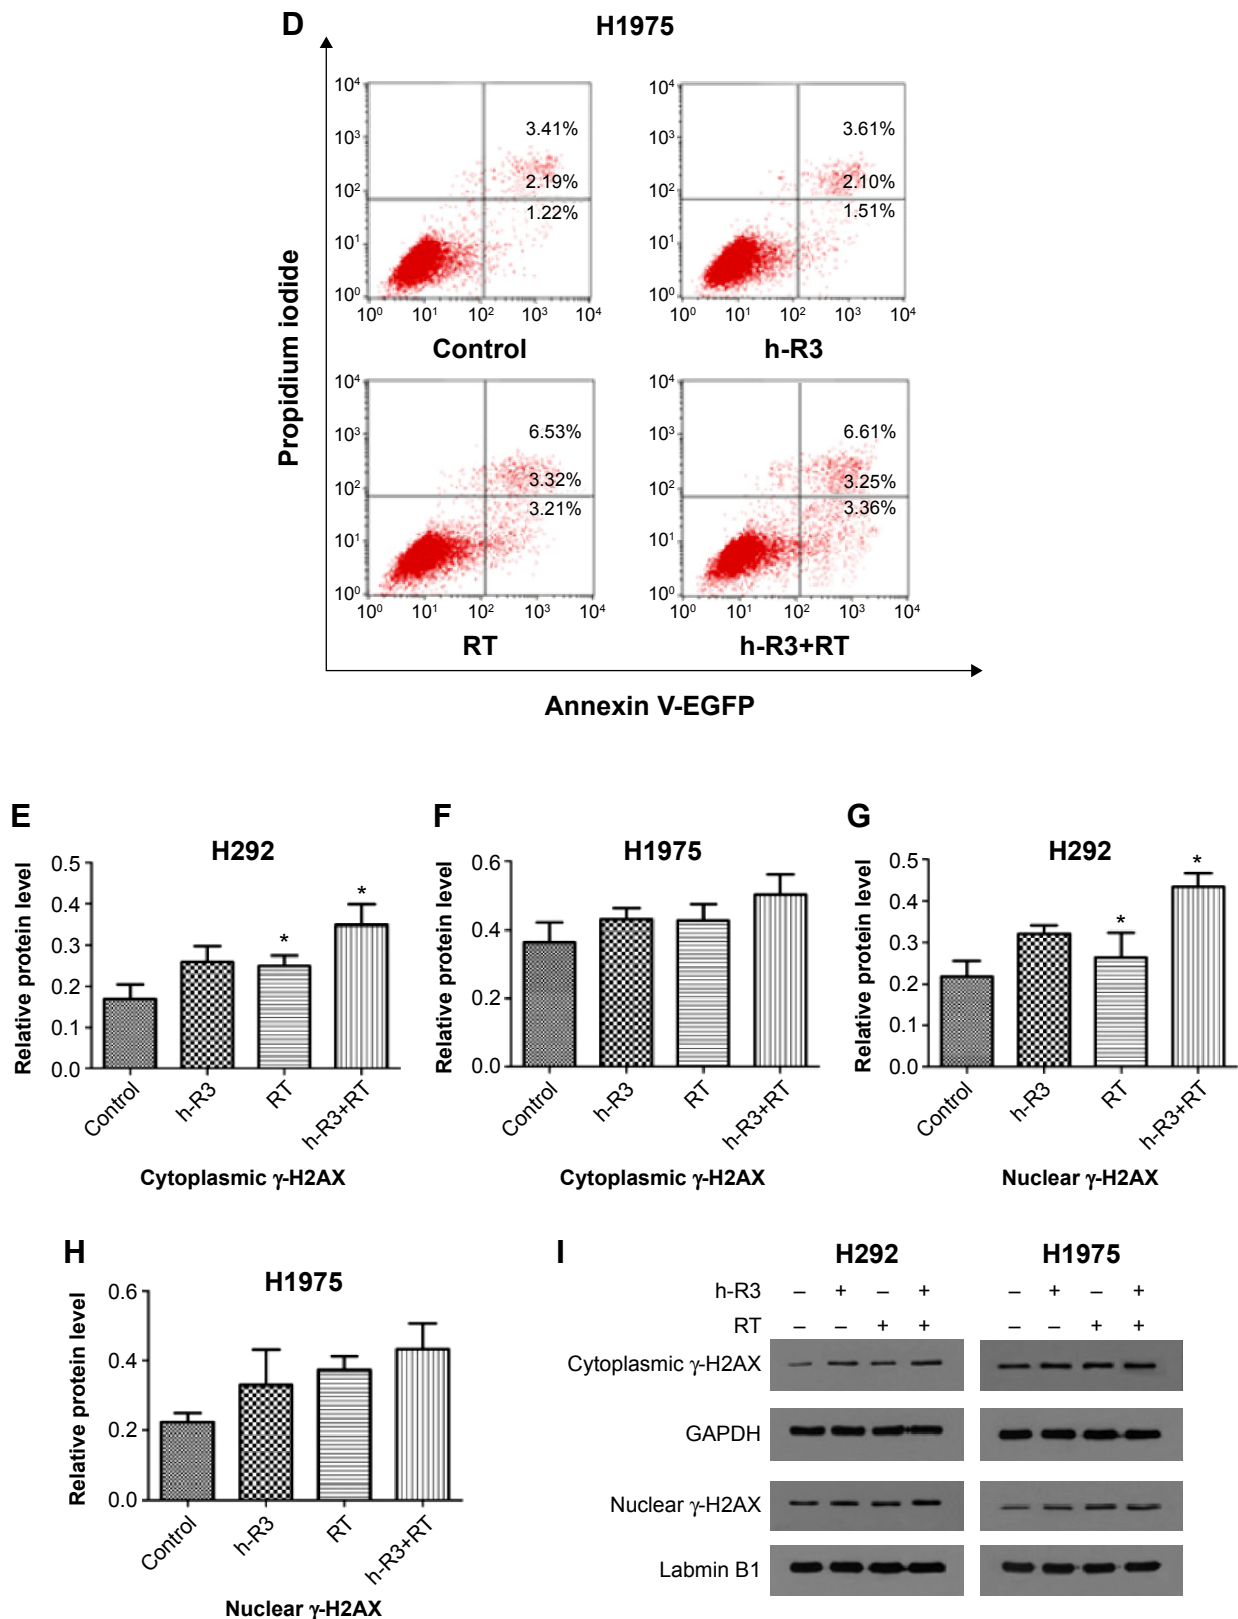 D
H1975
Propidium iodide
10⁴
10³
10²
10¹
10⁰
3.41%
2.19%
1.22%
10⁰ 10¹ 10² 10³ 10⁴
Control
10⁴
10³
10²
10¹
10⁰
3.61%
2.10%
1.51%
10⁰ 10¹ 10² 10³ 10⁴
h-R3
10⁴
10³
10²
10¹
10⁰
6.53%
3.32%
3.21%
10⁰ 10¹ 10² 10³ 10⁴
RT
10⁴
10³
10²
10¹
10⁰
6.61%
3.25%
3.36%
10⁰ 10¹ 10² 10³ 10⁴
h-R3+RT
Annexin V-EGFP
E
H292
Relative protein level
0.5
0.4
0.3
0.2
0.1
0.0
*
*
Control
h-R3
RT
h-R3+RT
Cytoplasmic γ-H2AX
F
H1975
Relative protein level
0.6
0.4
0.2
0.0
Control
h-R3
RT
h-R3+RT
Cytoplasmic γ-H2AX
G
H292
Relative protein level
0.5
0.4
0.3
0.2
0.1
0.0
*
*
Control
h-R3
RT
h-R3+RT
Nuclear γ-H2AX
H
H1975
Relative protein level
0.6
0.4
0.2
0.0
Control
h-R3
RT
h-R3+RT
Nuclear γ-H2AX
I
H292 H1975
h-R3 – + – + – + – +
RT – – + + – – + +
Cytoplasmic γ-H2AX
GAPDH
Nuclear γ-H2AX
Labmin B1